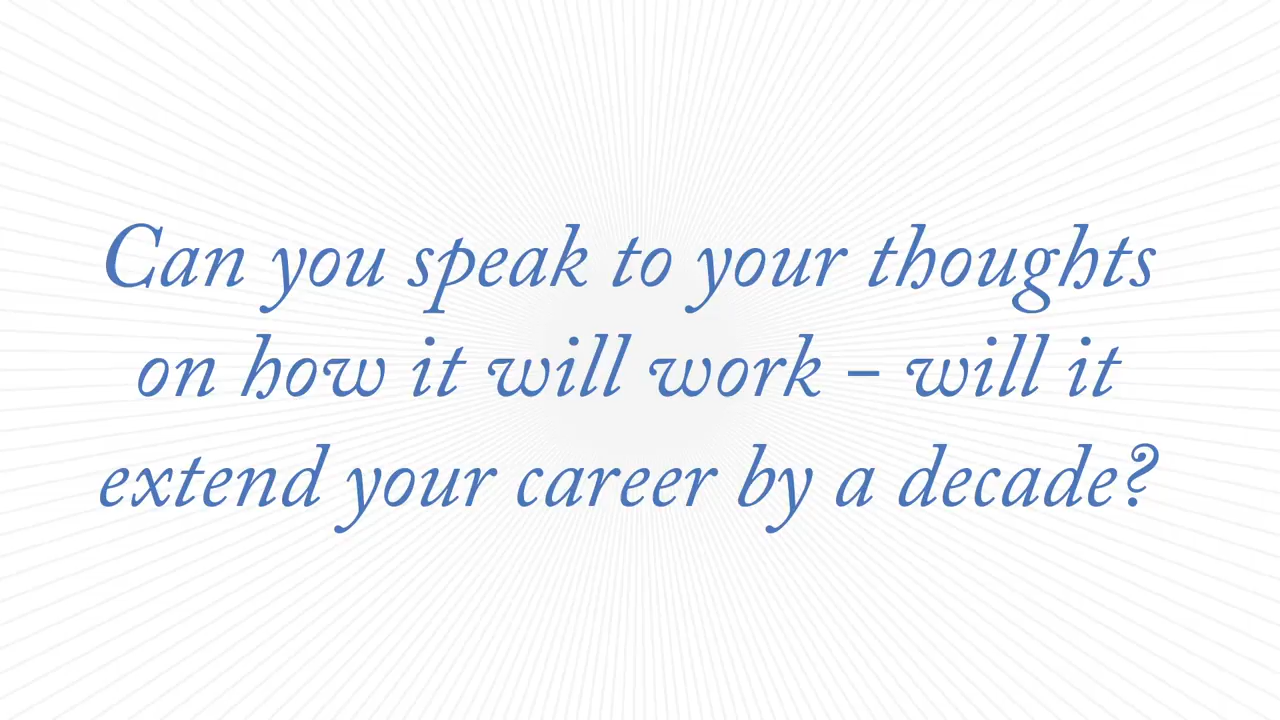 Can you speak to your thoughts
on how it will work – will it
extend your career by a decade?